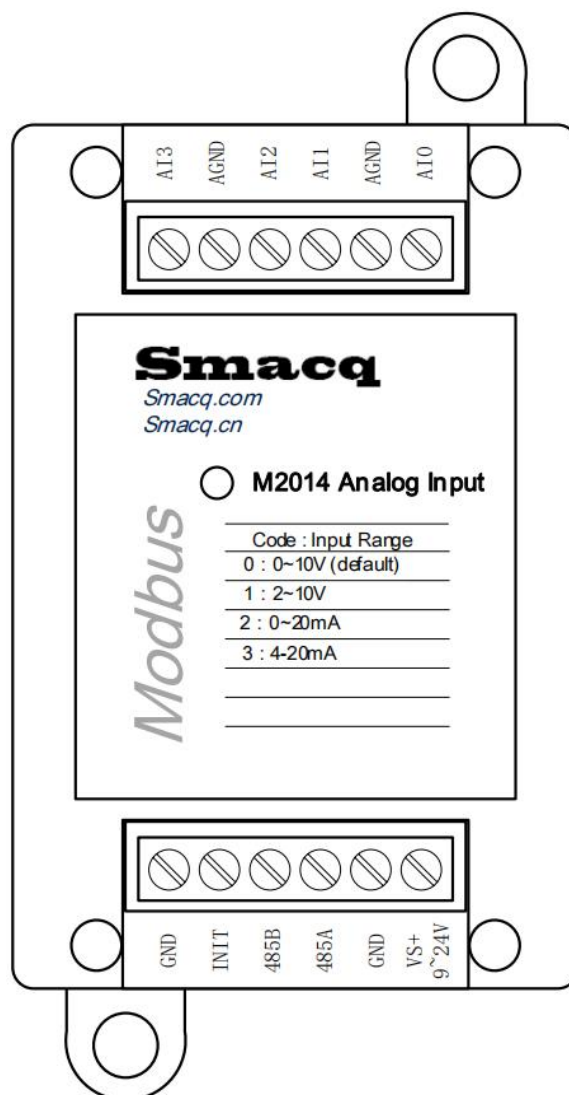 AI3 AGND AI2 AI1 AGND AI0
Smacq
Smacq.com
Smacq.cn
M2014 Analog Input
Modbus
Code : Input Range
0 : 0~10V (default)
1 : 2~10V
2 : 0~20mA
3 : 4-20mA
GND INIT 485B 485A GND VS+
9~24V